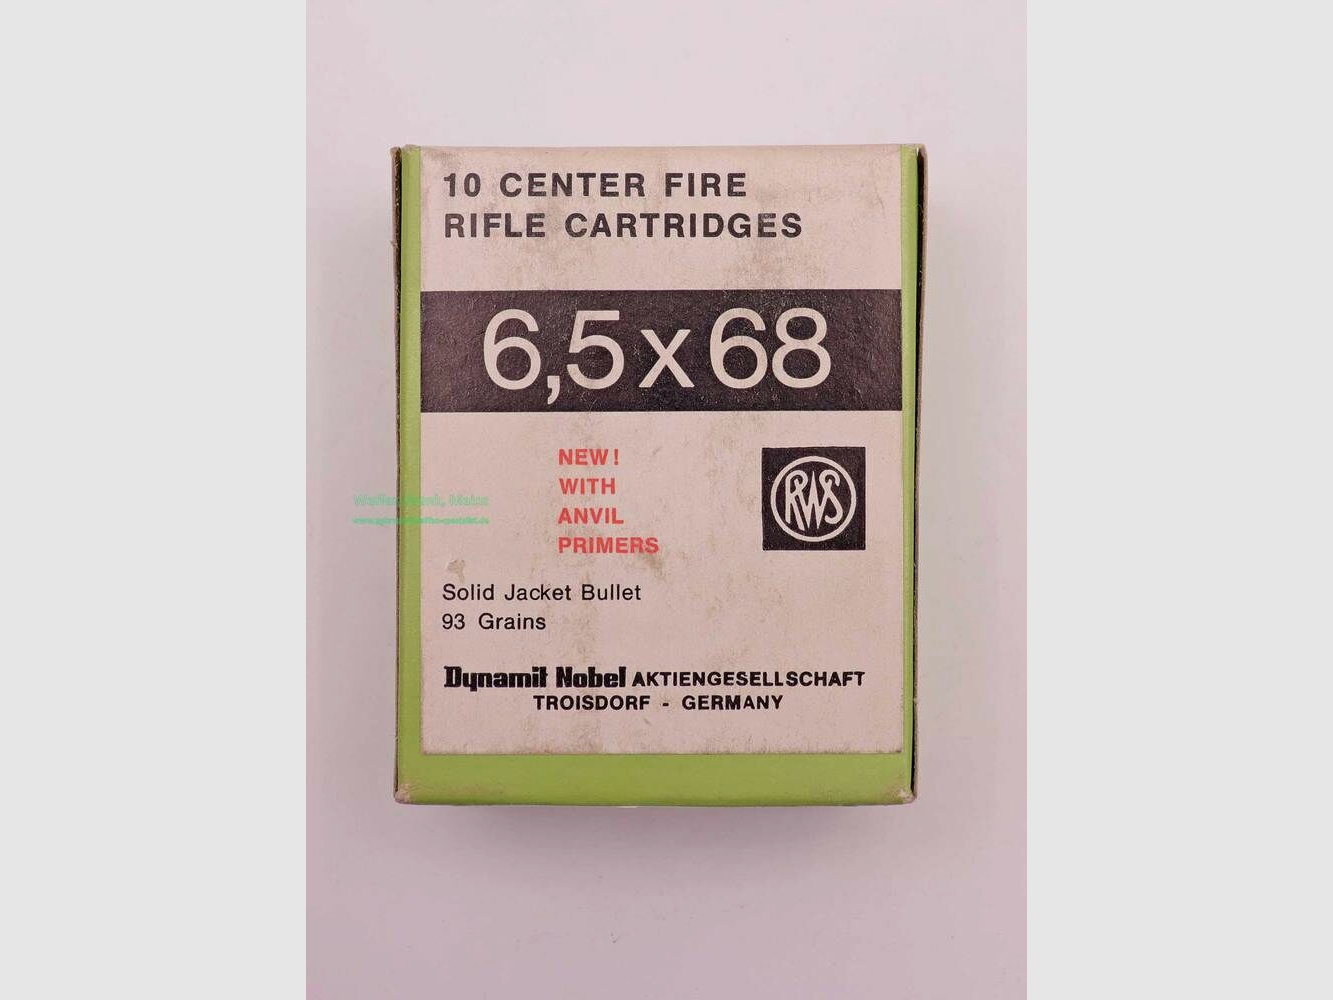 10 CENTER FIRE
RIFLE CARTRIDGES
6,5x68
NEW!
WITH
ANVIL
PRIMERS
RWS
Solid Jacket Bullet
93 Grains
Dynamit Nobel AKTIENGESELLSCHAFT
TROISDORF - GERMANY